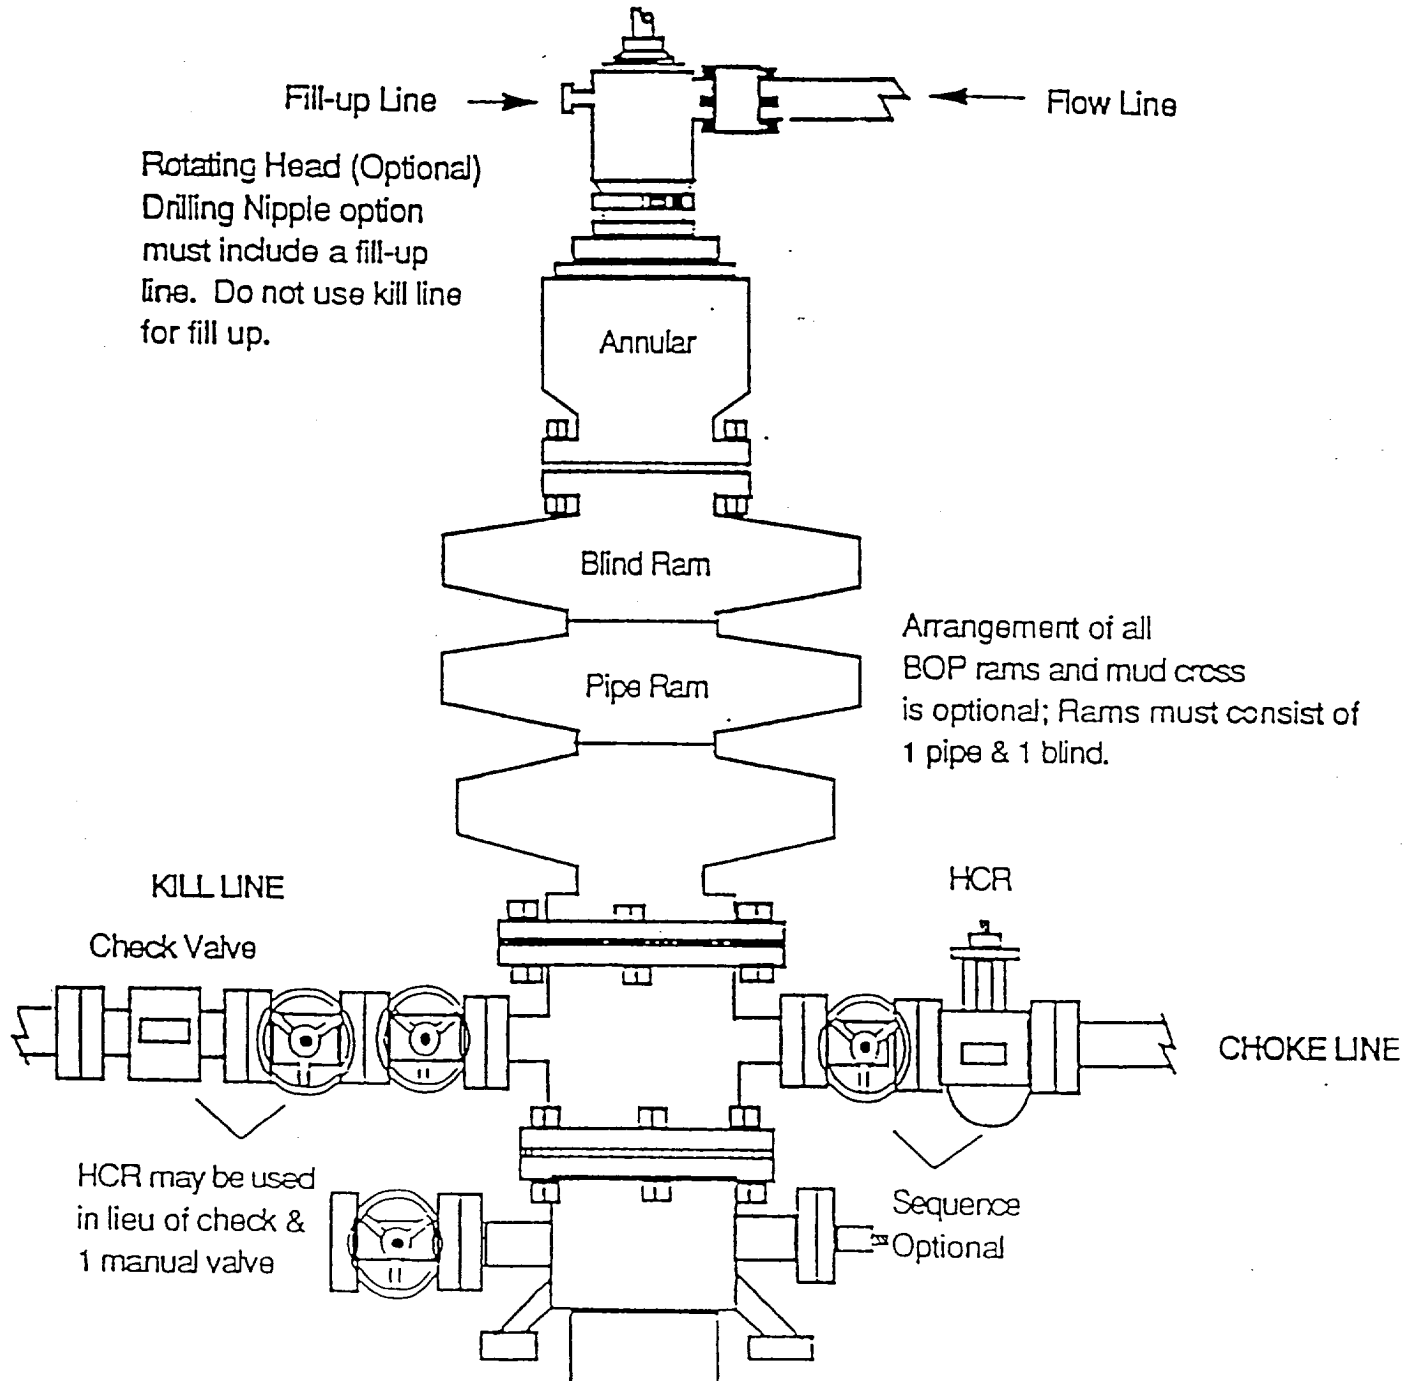 Fill-up Line
Flow Line
Rotating Head (Optional)
Drilling Nipple option
must include a fill-up
line. Do not use kill line
for fill up.
Annular
Blind Ram
Pipe Ram
Arrangement of all
BOP rams and mud cross
is optional; Rams must consist of
1 pipe & 1 blind.
KILL LINE
HCR
Check Valve
CHOKE LINE
HCR may be used
in lieu of check &
1 manual valve
Sequence
Optional